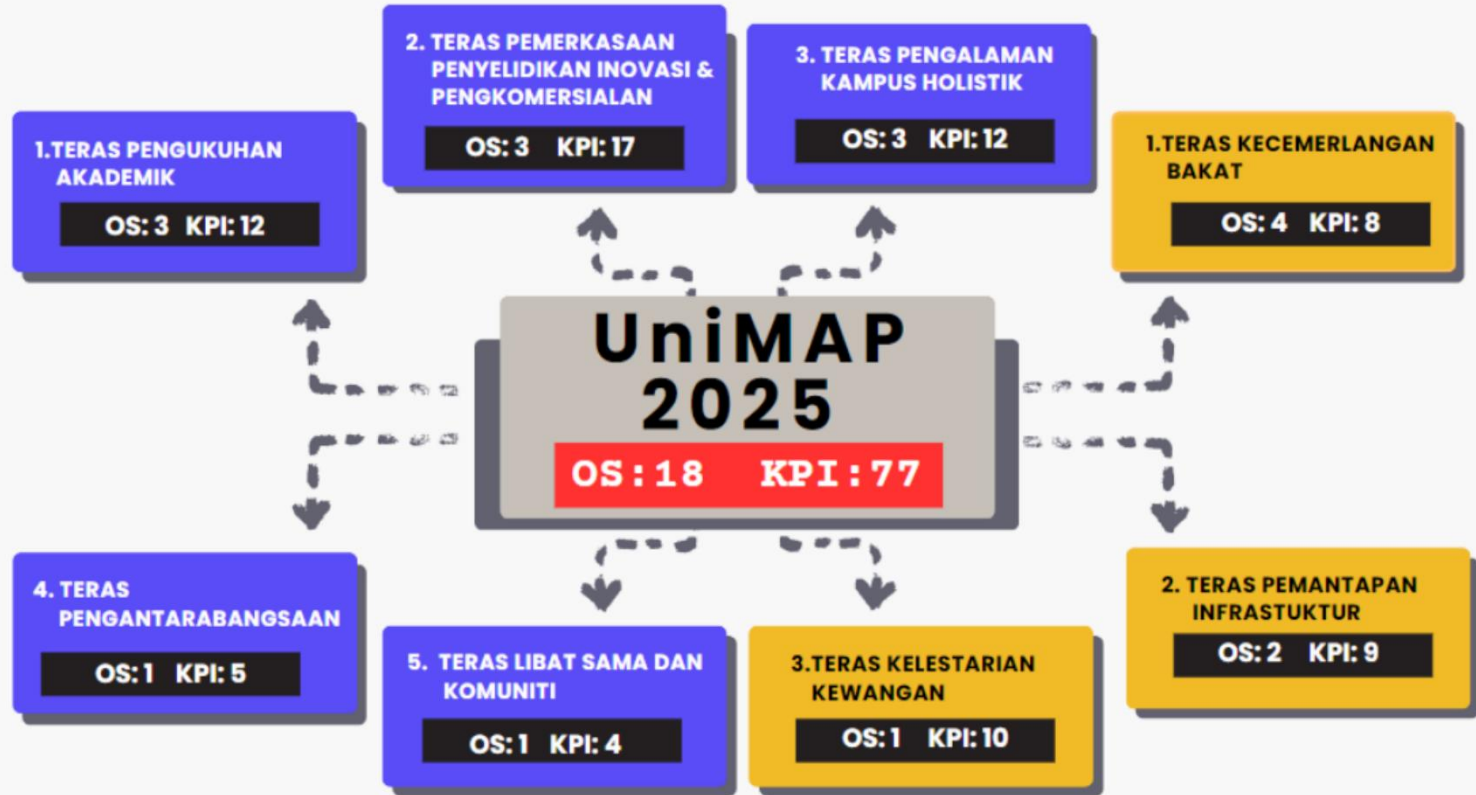 1.TERAS PENGUKUHAN
AKADEMIK
OS: 3 KPI: 12
2. TERAS PEMERKASAAN
PENYELIDIKAN INOVASI &
PENGKOMERSIALAN
OS: 3 KPI: 17
3. TERAS PENGALAMAN
KAMPUS HOLISTIK
OS: 3 KPI: 12
1.TERAS KECEMERLANGAN
BAKAT
OS: 4 KPI: 8
UniMAP
2025
OS:18 KPI:77
4. TERAS
PENGANTARABANGSAAN
OS: 1 KPI: 5
5. TERAS LIBAT SAMA DAN
KOMUNITI
OS: 1 KPI: 4
3.TERAS KELESTARIAN
KEWANGAN
OS: 1 KPI: 10
2. TERAS PEMANTAPAN
INFRASTUKTUR
OS: 2 KPI: 9